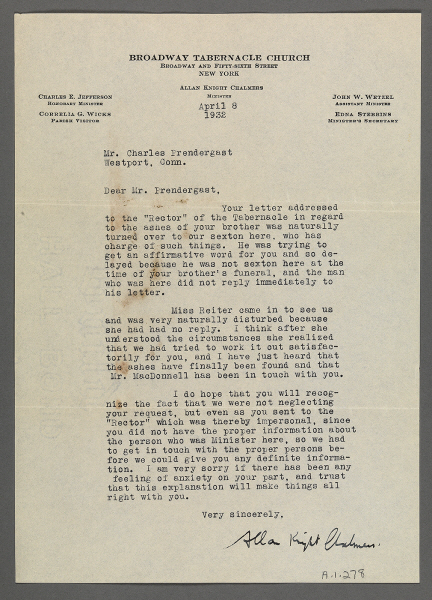 BROADWAY TABERNACLE CHURCH
BROADWAY AND FIFTY-SIXTH STREET
NEW YORK
ALLAN KNIGHT CHALMERS
MINISTER
CHARLES E. JEFFERSON
HONORARY MINISTER
CORRELIA G. WICKS
PARISH VISITOR
JOHN W. WETZEL
ASSISTANT MINISTER
EDNA STEBBINS
MINISTER'S SECRETARY
April 8
1932
Mr. Charles Prendergast
Westport, Conn.
Dear Mr. Prendergast,
Your letter addressed
to the "Rector" of the Tabernacle in regard
to the ashes of your brother was naturally
turned over to our sexton here, who has
charge of such things. He was trying to
get an affirmative word for you and so de-
layed because he was not sexton here at the
time of your brother's funeral, and the man
who was here did not reply immediately to
his letter.
Miss Reiter came in to see us
and was very naturally disturbed because
she had had no reply. I think after she
understood the circumstances she realized
that we had tried to work it out satisfac-
torily for you, and I have just heard that
the ashes have finally been found and that
Mr. MacDonnell has been in touch with you.
I do hope that you will recog-
nize the fact that we were not neglecting
your request, but even as you sent to the
"Rector" which was thereby impersonal, since
you did not have the proper information about
the person who was Minister here, so we had
to get in touch with the proper persons be-
fore we could give you any definite informa-
tion. I am very sorry if there has been any
feeling of anxiety on your part, and trust
that this explanation will make things all
right with you.
Very sincerely,
Allan Knight Chalmers.
A.1.278